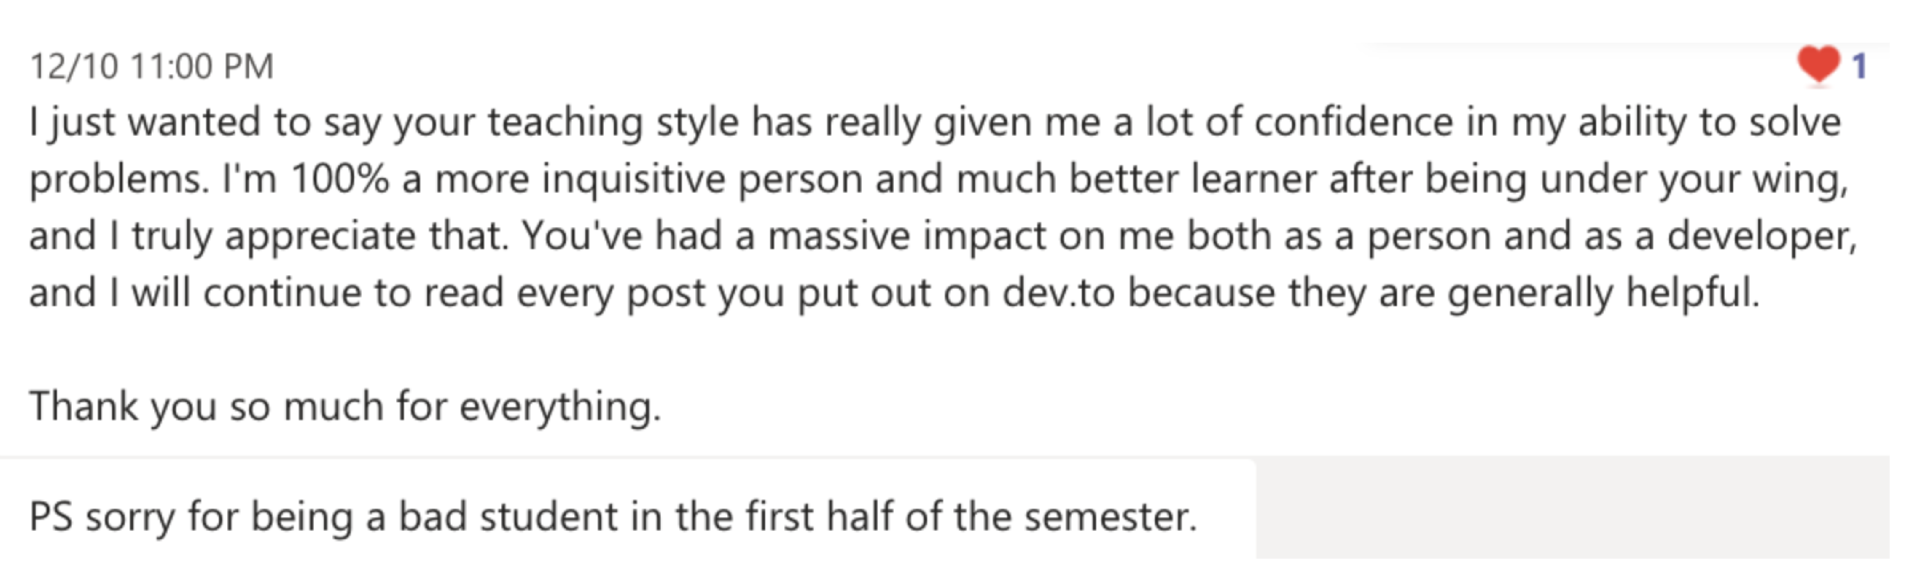 12/10 11:00 PM
❤️ 1
I just wanted to say your teaching style has really given me a lot of confidence in my ability to solve
problems. I'm 100% a more inquisitive person and much better learner after being under your wing,
and I truly appreciate that. You've had a massive impact on me both as a person and as a developer,
and I will continue to read every post you put out on dev.to because they are generally helpful.
Thank you so much for everything.
PS sorry for being a bad student in the first half of the semester.